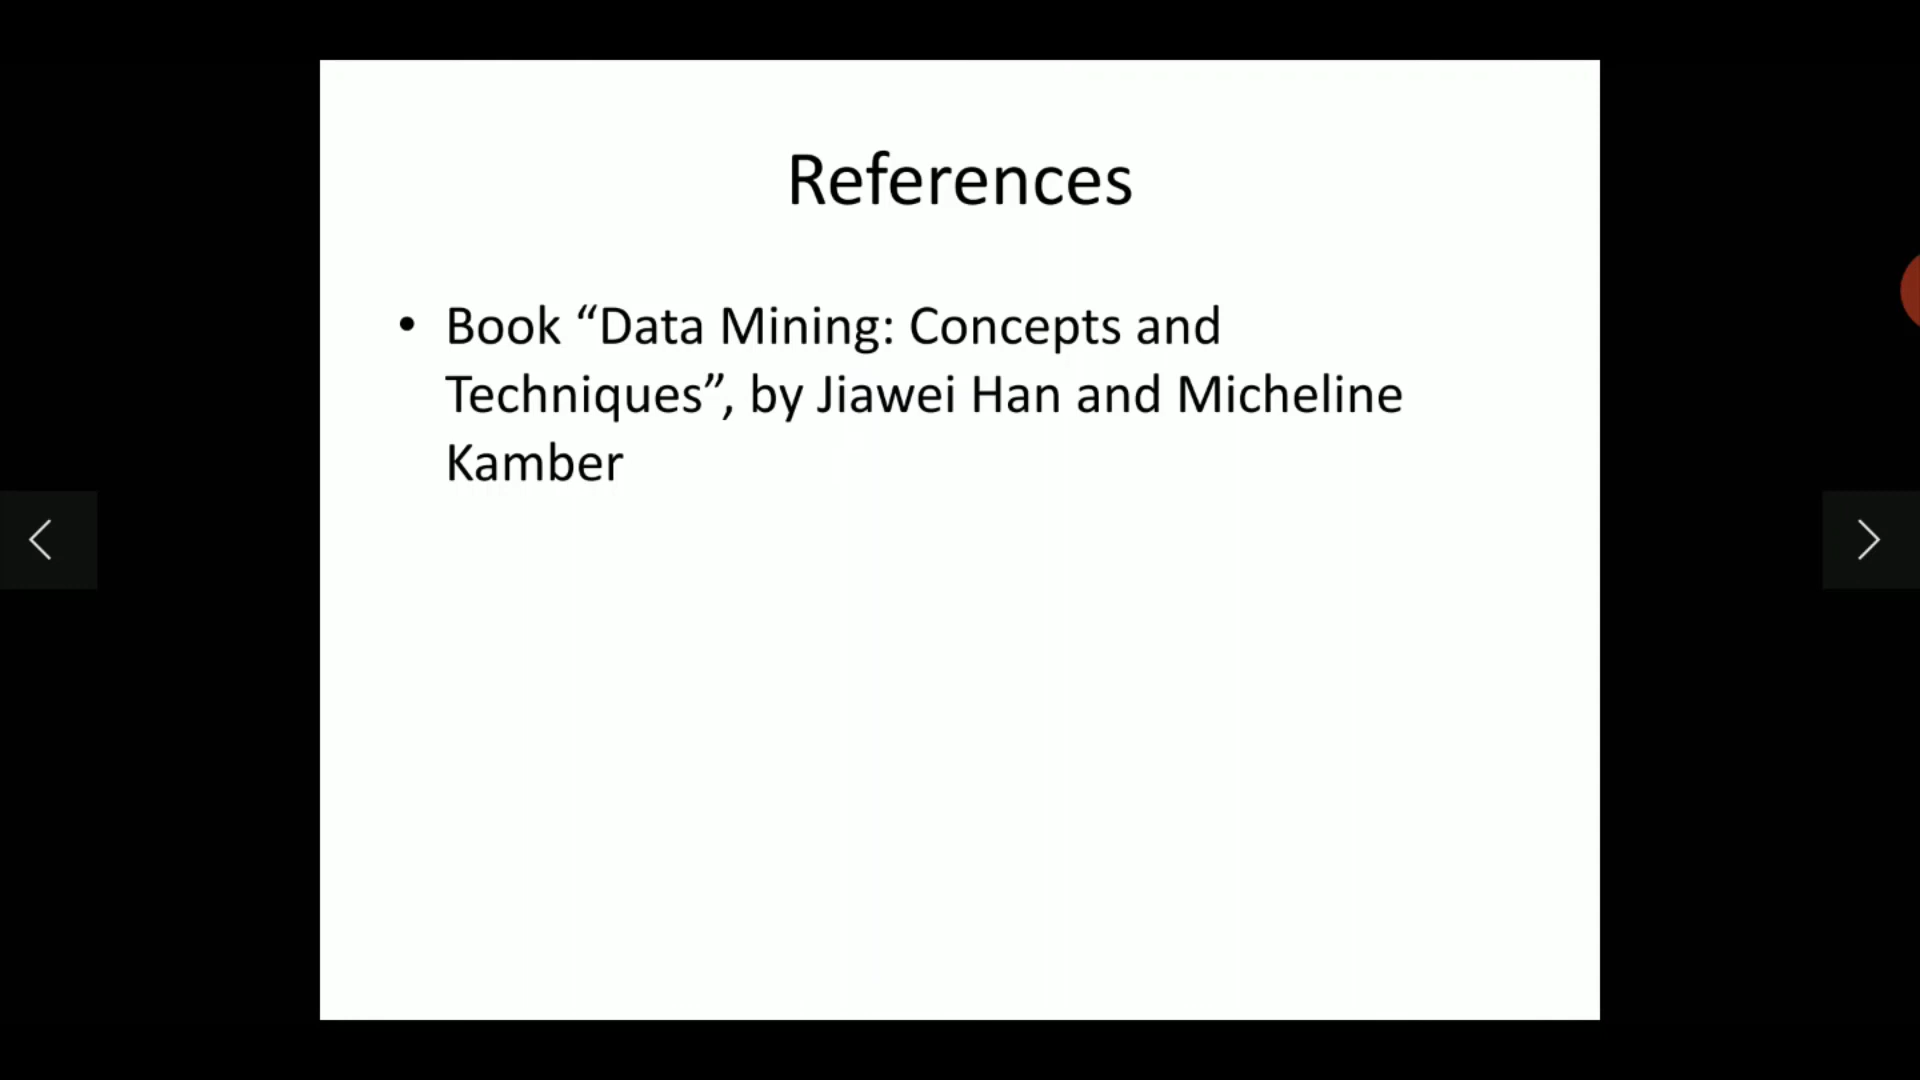 References
• Book “Data Mining: Concepts and
Techniques”, by Jiawei Han and Micheline
Kamber